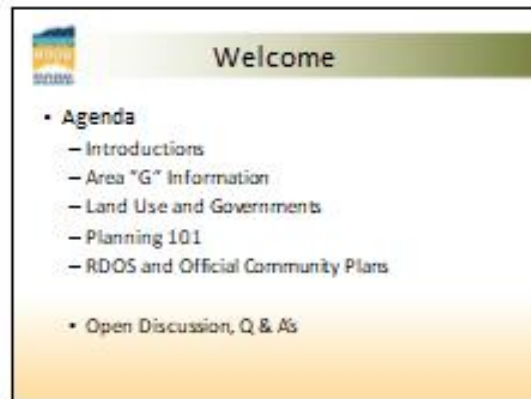 Welcome
• Agenda
– Introductions
– Area "G" Information
– Land Use and Governments
– Planning 101
– RDOS and Official Community Plans
• Open Discussion, Q & A's